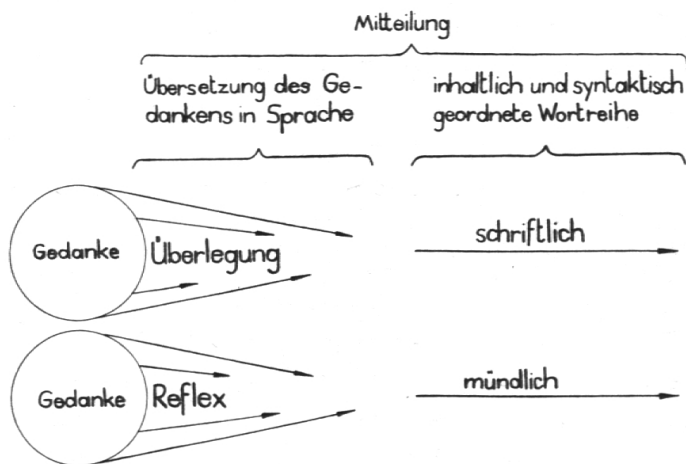 Mitteilung
Übersetzung des Ge-
dankens in Sprache
inhaltlich und syntaktisch
geordnete Wortreihe
Gedanke
Überlegung
schriftlich
Gedanke
Reflex
mündlich